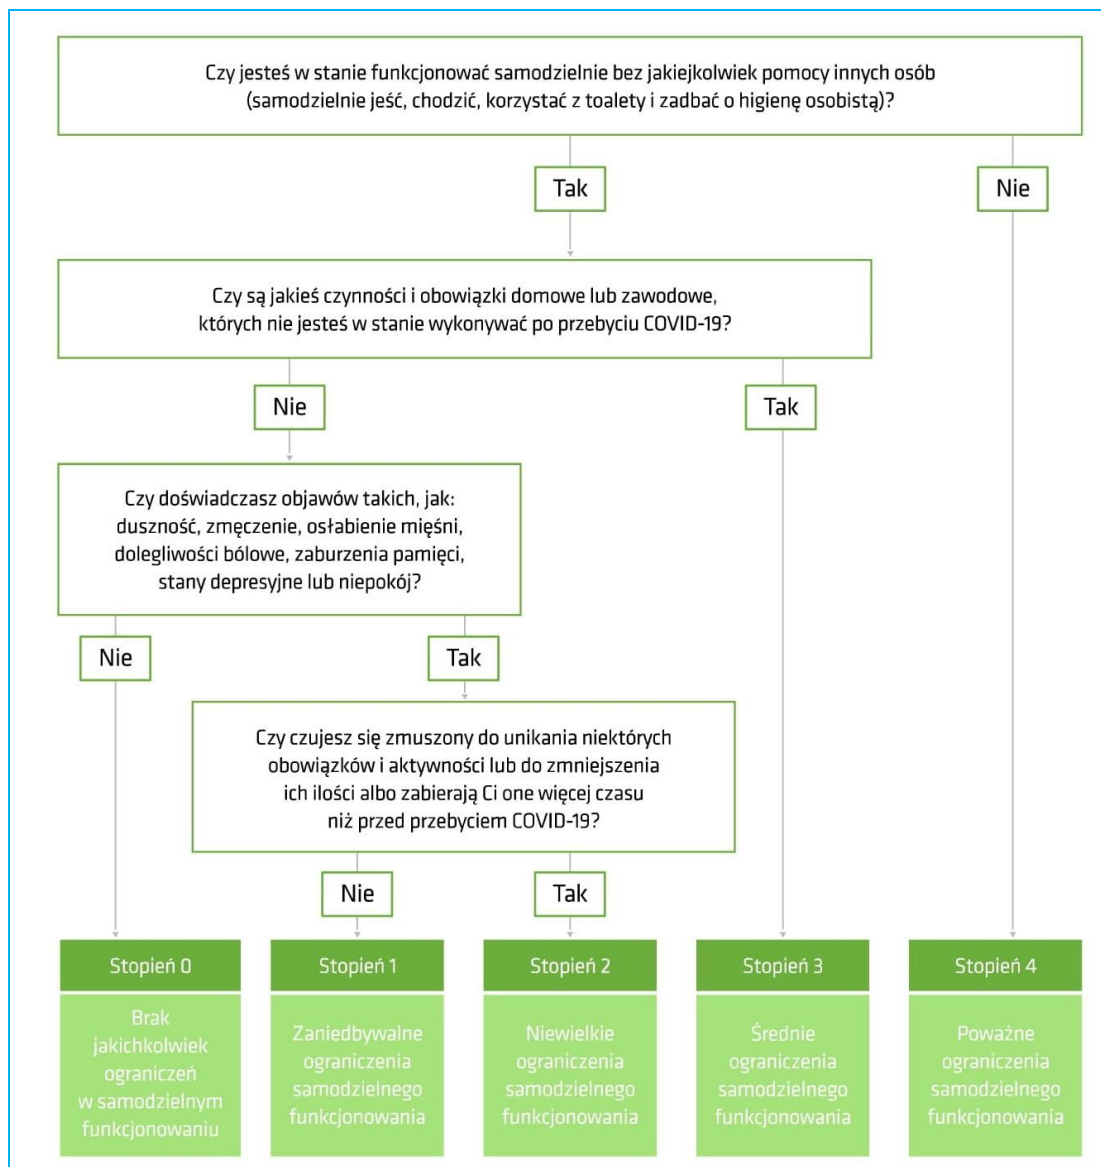 Czy jesteś w stanie funkcjonować samodzielnie bez jakiejkolwiek pomocy innych osób
(samodzielnie jeść, chodzić, korzystać z toalety i zadbać o higienę osobistą)?
Tak
Nie
Czy są jakieś czynności i obowiązki domowe lub zawodowe,
których nie jesteś w stanie wykonywać po przebyciu COVID-19?
Nie
Tak
Czy doświadczasz objawów takich, jak:
duszność, zmęczenie, osłabienie mięśni,
dolegliwości bólowe, zaburzenia pamięci,
stany depresyjne lub niepokój?
Nie
Tak
Czy czujesz się zmuszony do unikania niektórych
obowiązków i aktywności lub do zmniejszenia
ich ilości albo zabierają Ci one więcej czasu
niż przed przebyciem COVID-19?
Nie
Tak
Stopień 0
Brak
jakichkolwiek
ograniczeń
w samodzielnym
funkcjonowaniu
Stopień 1
Zaniedbywalne
ograniczenia
samodzielnego
funkcjonowania
Stopień 2
Niewielkie
ograniczenia
samodzielnego
funkcjonowania
Stopień 3
Średnie
ograniczenia
samodzielnego
funkcjonowania
Stopień 4
Poważne
ograniczenia
samodzielnego
funkcjonowania